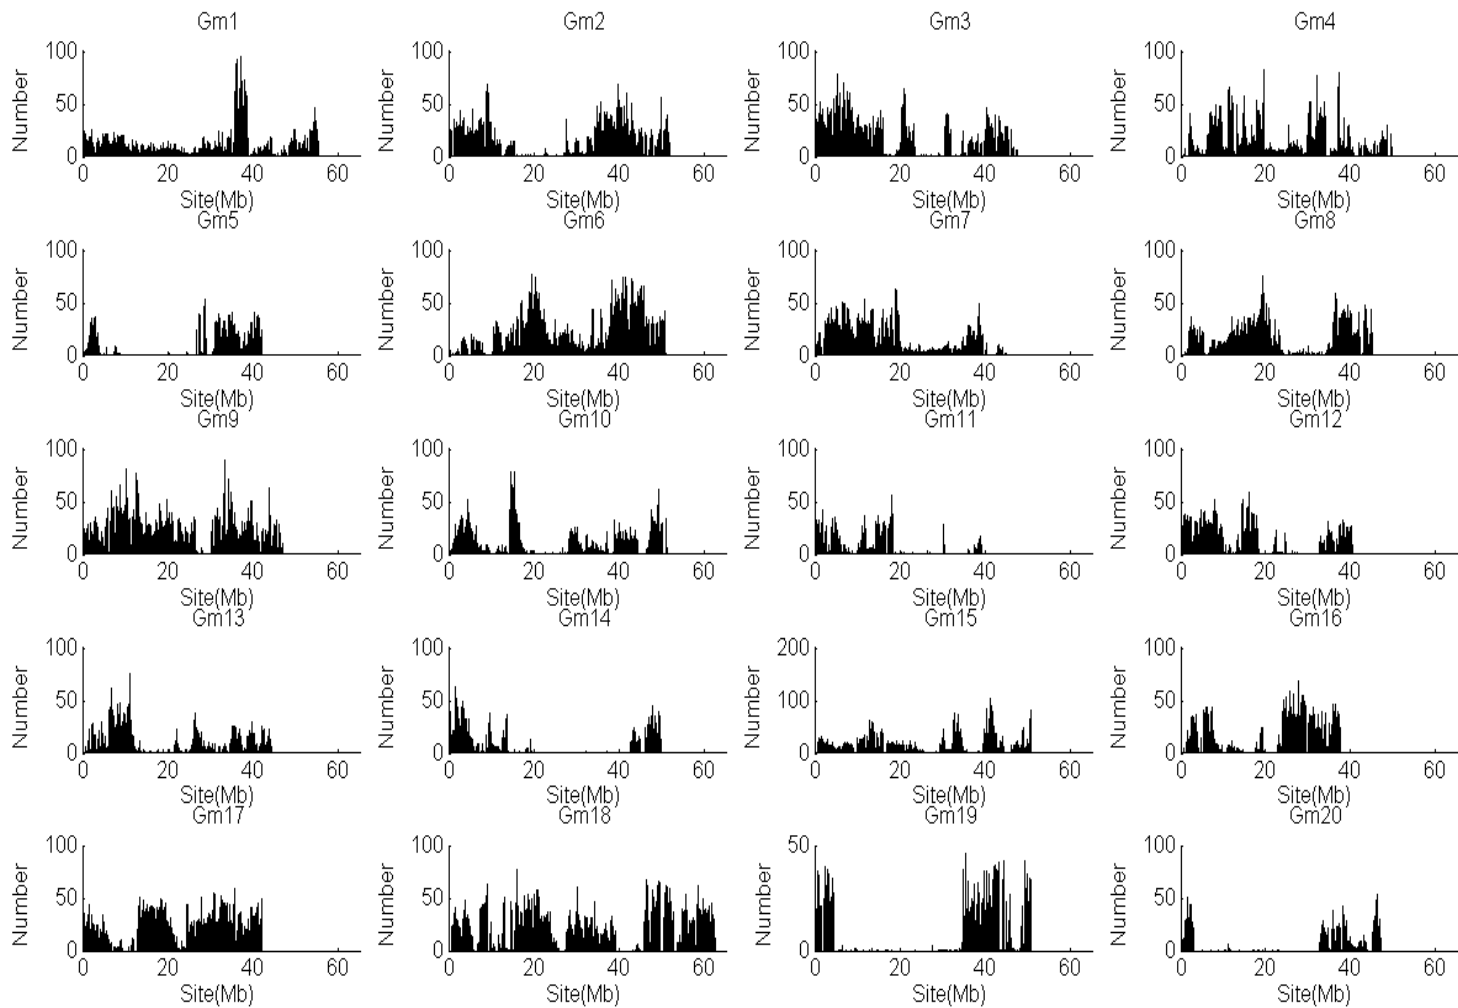 Gm1 Gm2 Gm3 Gm4
100 100 100 100
Number Number Number Number
50 50 50 50
0 0 0 0
0 20 40 60 0 20 40 60 0 20 40 60 0 20 40 60
Site(Mb) Site(Mb) Site(Mb) Site(Mb)
Gm5 Gm6 Gm7 Gm8
100 100 100 100
Number Number Number Number
50 50 50 50
0 0 0 0
0 20 40 60 0 20 40 60 0 20 40 60 0 20 40 60
Site(Mb) Site(Mb) Site(Mb) Site(Mb)
Gm9 Gm10 Gm11 Gm12
100 100 100 100
Number Number Number Number
50 50 50 50
0 0 0 0
0 20 40 60 0 20 40 60 0 20 40 60 0 20 40 60
Site(Mb) Site(Mb) Site(Mb) Site(Mb)
Gm13 Gm14 Gm15 Gm16
100 100 200 100
Number Number Number Number
50 50 100 50
0 0 0 0
0 20 40 60 0 20 40 60 0 20 40 60 0 20 40 60
Site(Mb) Site(Mb) Site(Mb) Site(Mb)
Gm17 Gm18 Gm19 Gm20
100 100 50 100
Number Number Number Number
50 50 50
0 0 0 0
0 20 40 60 0 20 40 60 0 20 40 60 0 20 40 60
Site(Mb) Site(Mb) Site(Mb) Site(Mb)